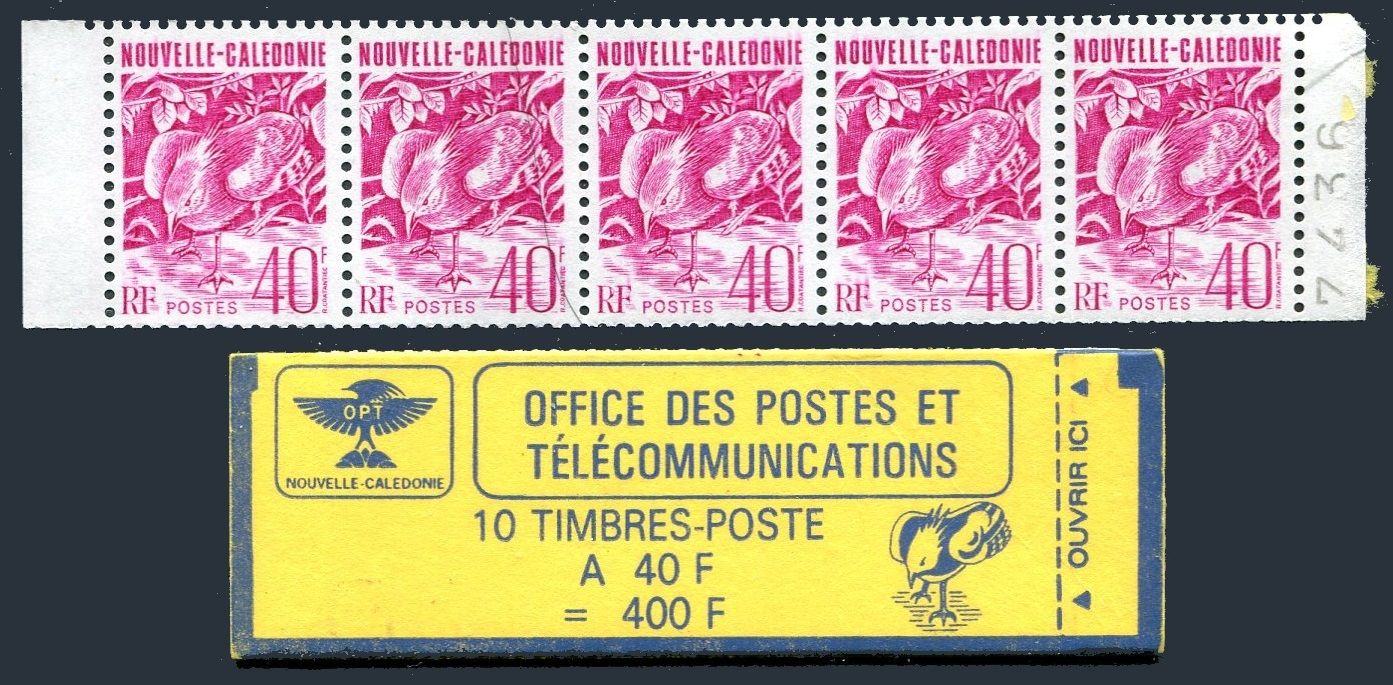 NOUVELLE-CALEDONIE NOUVELLE-CALEDONIE NOUVELLE-CALEDONIE NOUVELLE-CALEDONIE NOUVELLE-CALEDONIE
RF POSTES 40F RF POSTES 40F RF POSTES 40F RF POSTES 40F RF POSTES 40F
7436
OPT
NOUVELLE-CALEDONIE
OFFICE DES POSTES ET
TÉLÉCOMMUNICATIONS
10 TIMBRES-POSTE
A 40 F
= 400 F
OUVRIR ICI